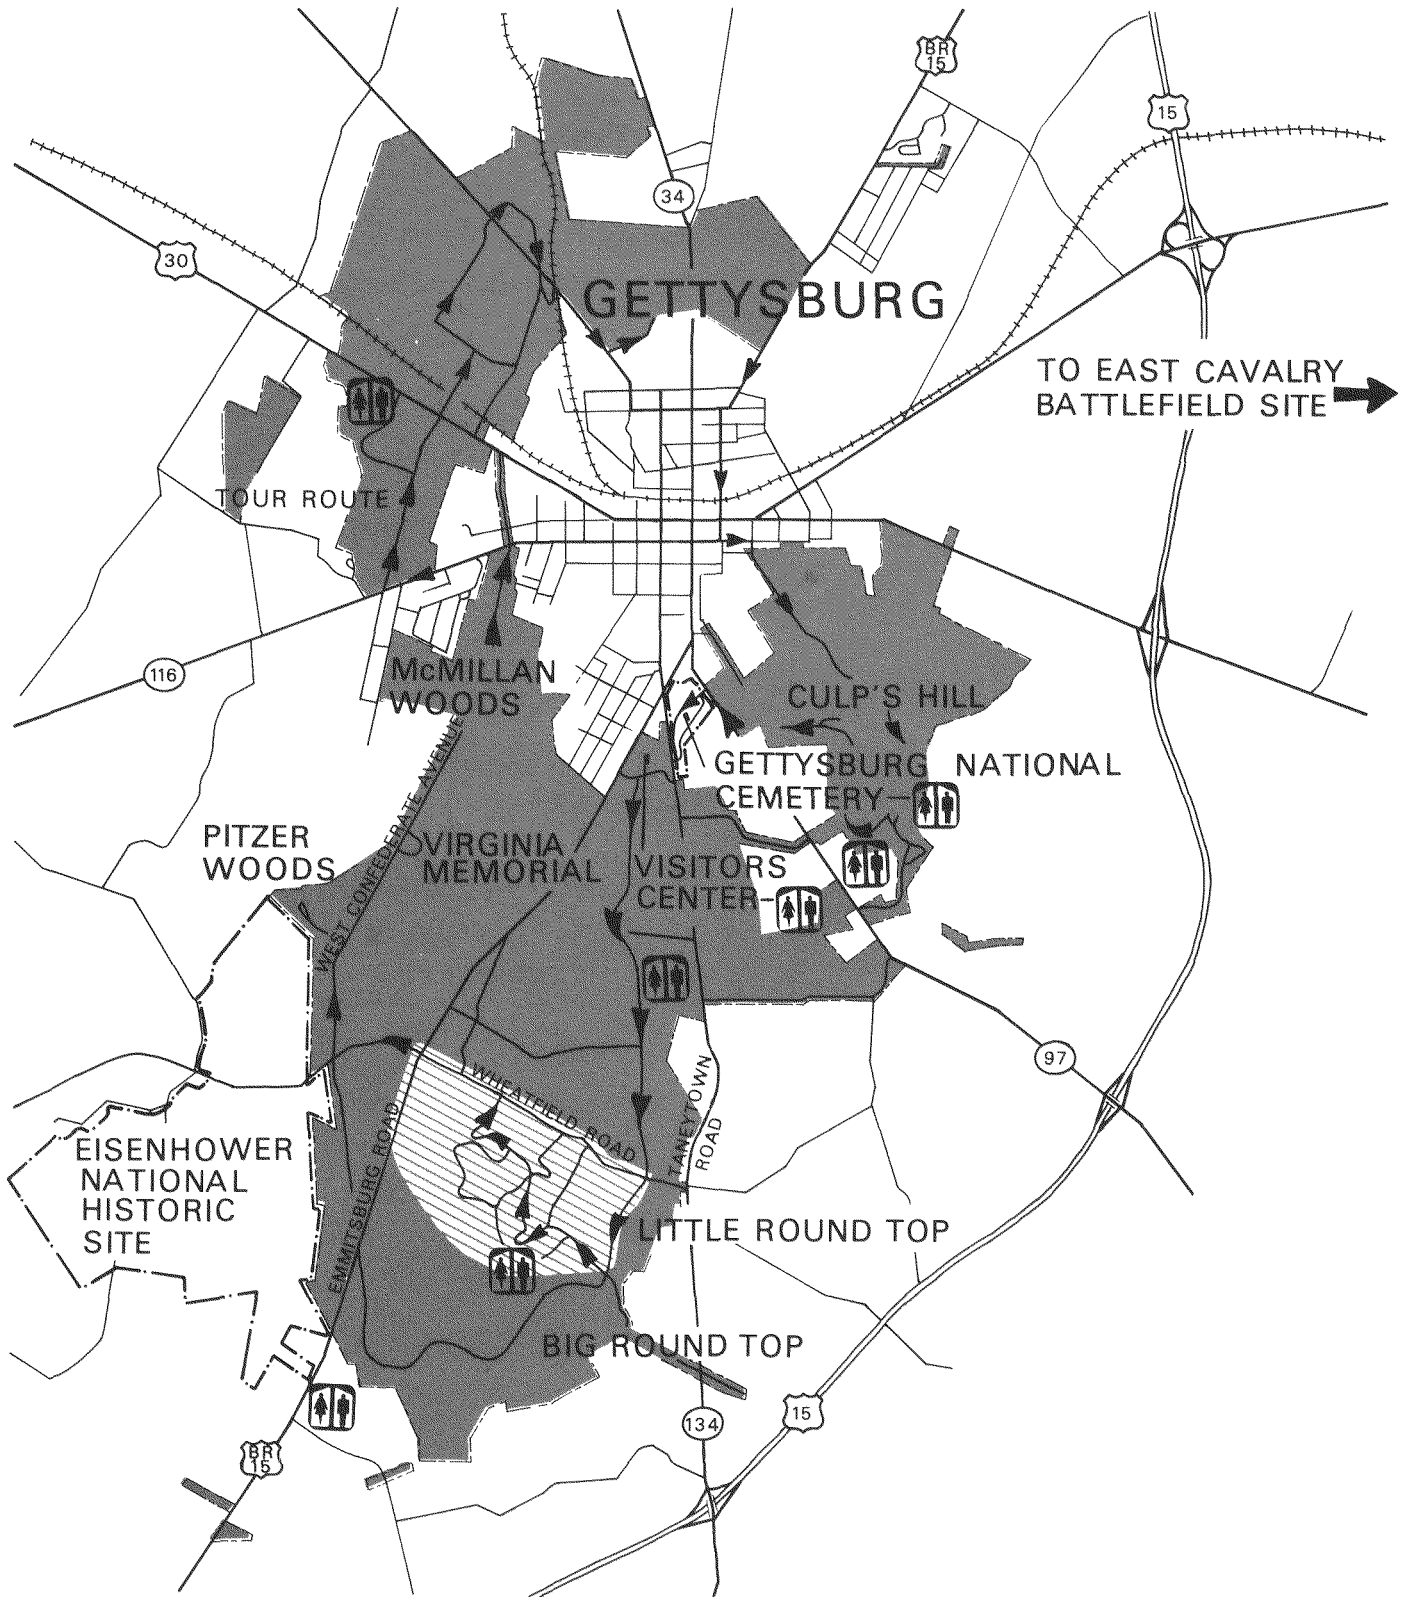 BR
15
15
34
30
GETTYSBURG
TO EAST CAVALRY
BATTLEFIELD SITE
TOUR ROUTE
116
McMILLAN
WOODS
CULP'S HILL
GETTYSBURG NATIONAL
CEMETERY
WEST CONFEDERATE AVENUE
PITZER
WOODS
VIRGINIA
MEMORIAL
VISITORS
CENTER
97
WHEATFIELD ROAD
TANEYTOWN
ROAD
EMMITSBURG ROAD
EISENHOWER
NATIONAL
HISTORIC
SITE
LITTLE ROUND TOP
BIG ROUND TOP
134
15
BR
15